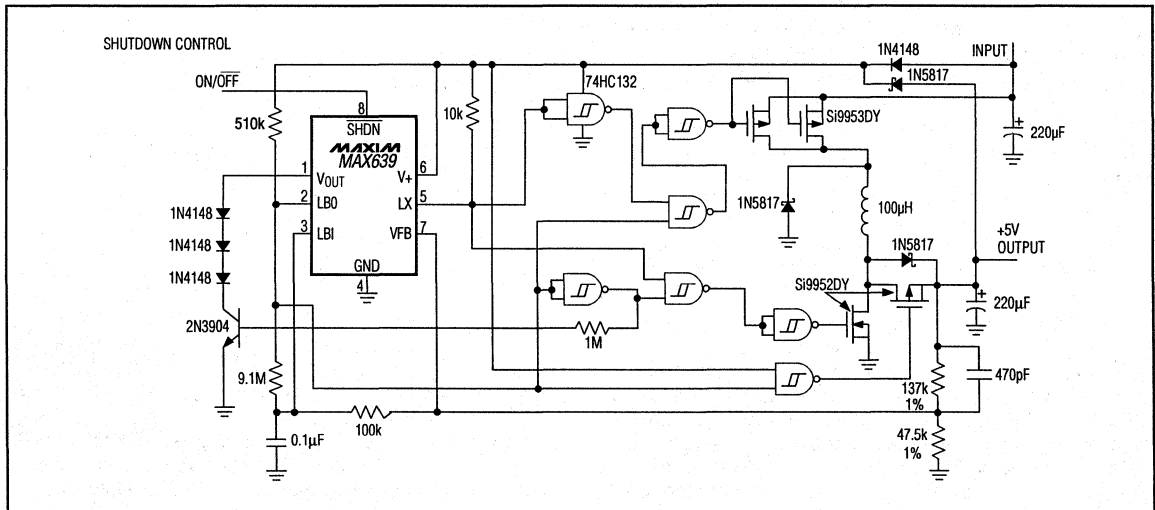 SHUTDOWN CONTROL
ON/OFF
510k
8
SHDN
MAXIM
MAX639
1
VOUT
V+
6
2
LBO
LX
5
3
LBI
VFB
7
GND
4
10k
74HC132
1N4148
INPUT
1N5817
Si9953DY
+
220µF
1N5817
100µH
+5V
OUTPUT
1N5817
1N4148
1N4148
1N4148
2N3904
1M
Si9952DY
+
220µF
9.1M
100k
0.1µF
137k
1%
470pF
47.5k
1%